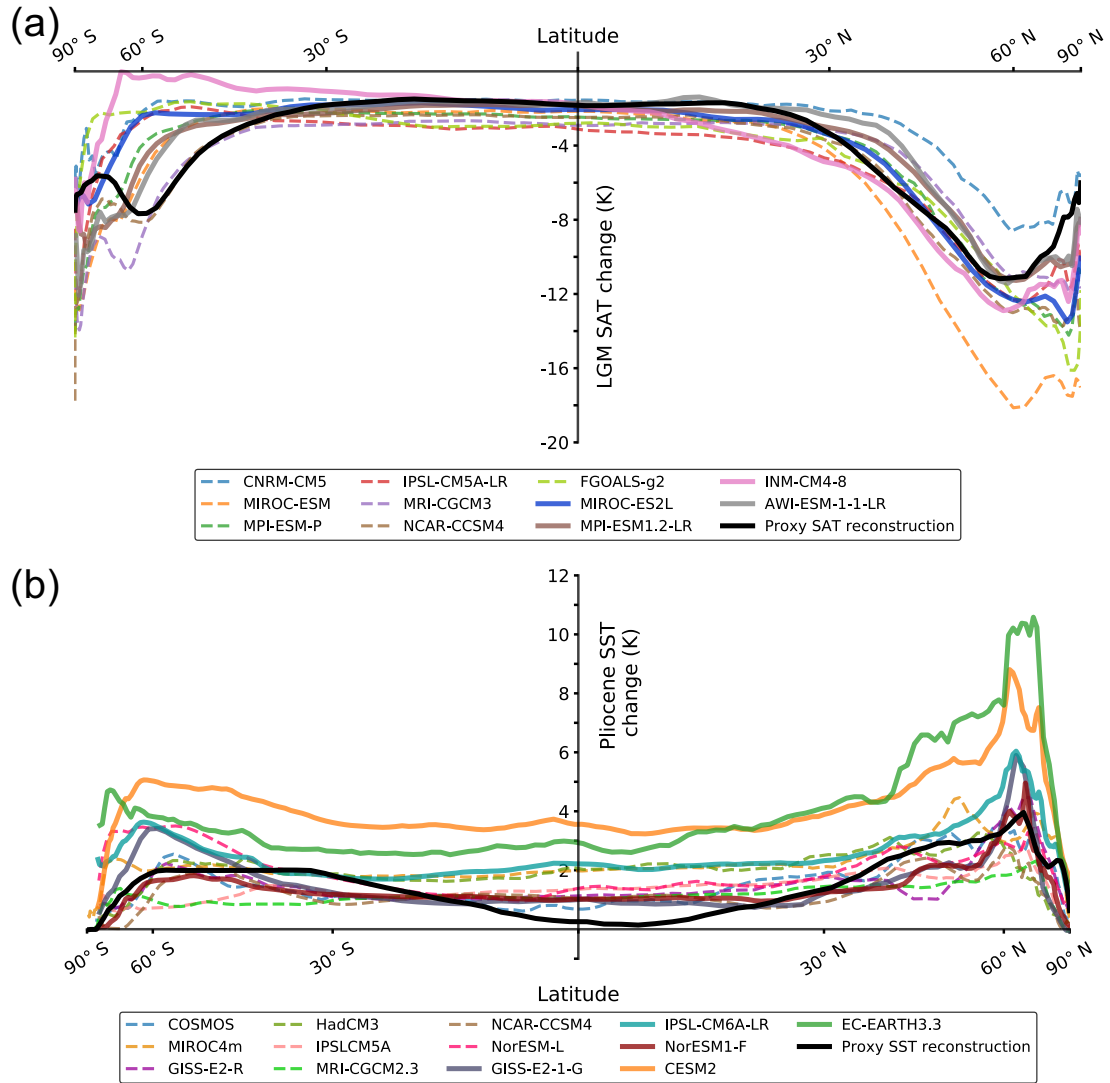 (a)
90° S
60° S
30° S
Latitude
30° N
60° N
90° N
-4
-8
-12
-16
-20
LGM SAT change (K)
CNRM-CM5
IPSL-CM5A-LR
FGOALS-g2
INM-CM4-8
MIROC-ESM
MRI-CGCM3
MIROC-ES2L
AWI-ESM-1-1-LR
MPI-ESM-P
NCAR-CCSM4
MPI-ESM1.2-LR
Proxy SAT reconstruction
(b)
12
10
8
6
4
2
Pliocene SST
change (K)
90° S
60° S
30° S
30° N
60° N
90° N
Latitude
COSMOS
HadCM3
NCAR-CCSM4
IPSL-CM6A-LR
EC-EARTH3.3
MIROC4m
IPSLCM5A
NorESM-L
NorESM1-F
Proxy SST reconstruction
GISS-E2-R
MRI-CGCM2.3
GISS-E2-1-G
CESM2